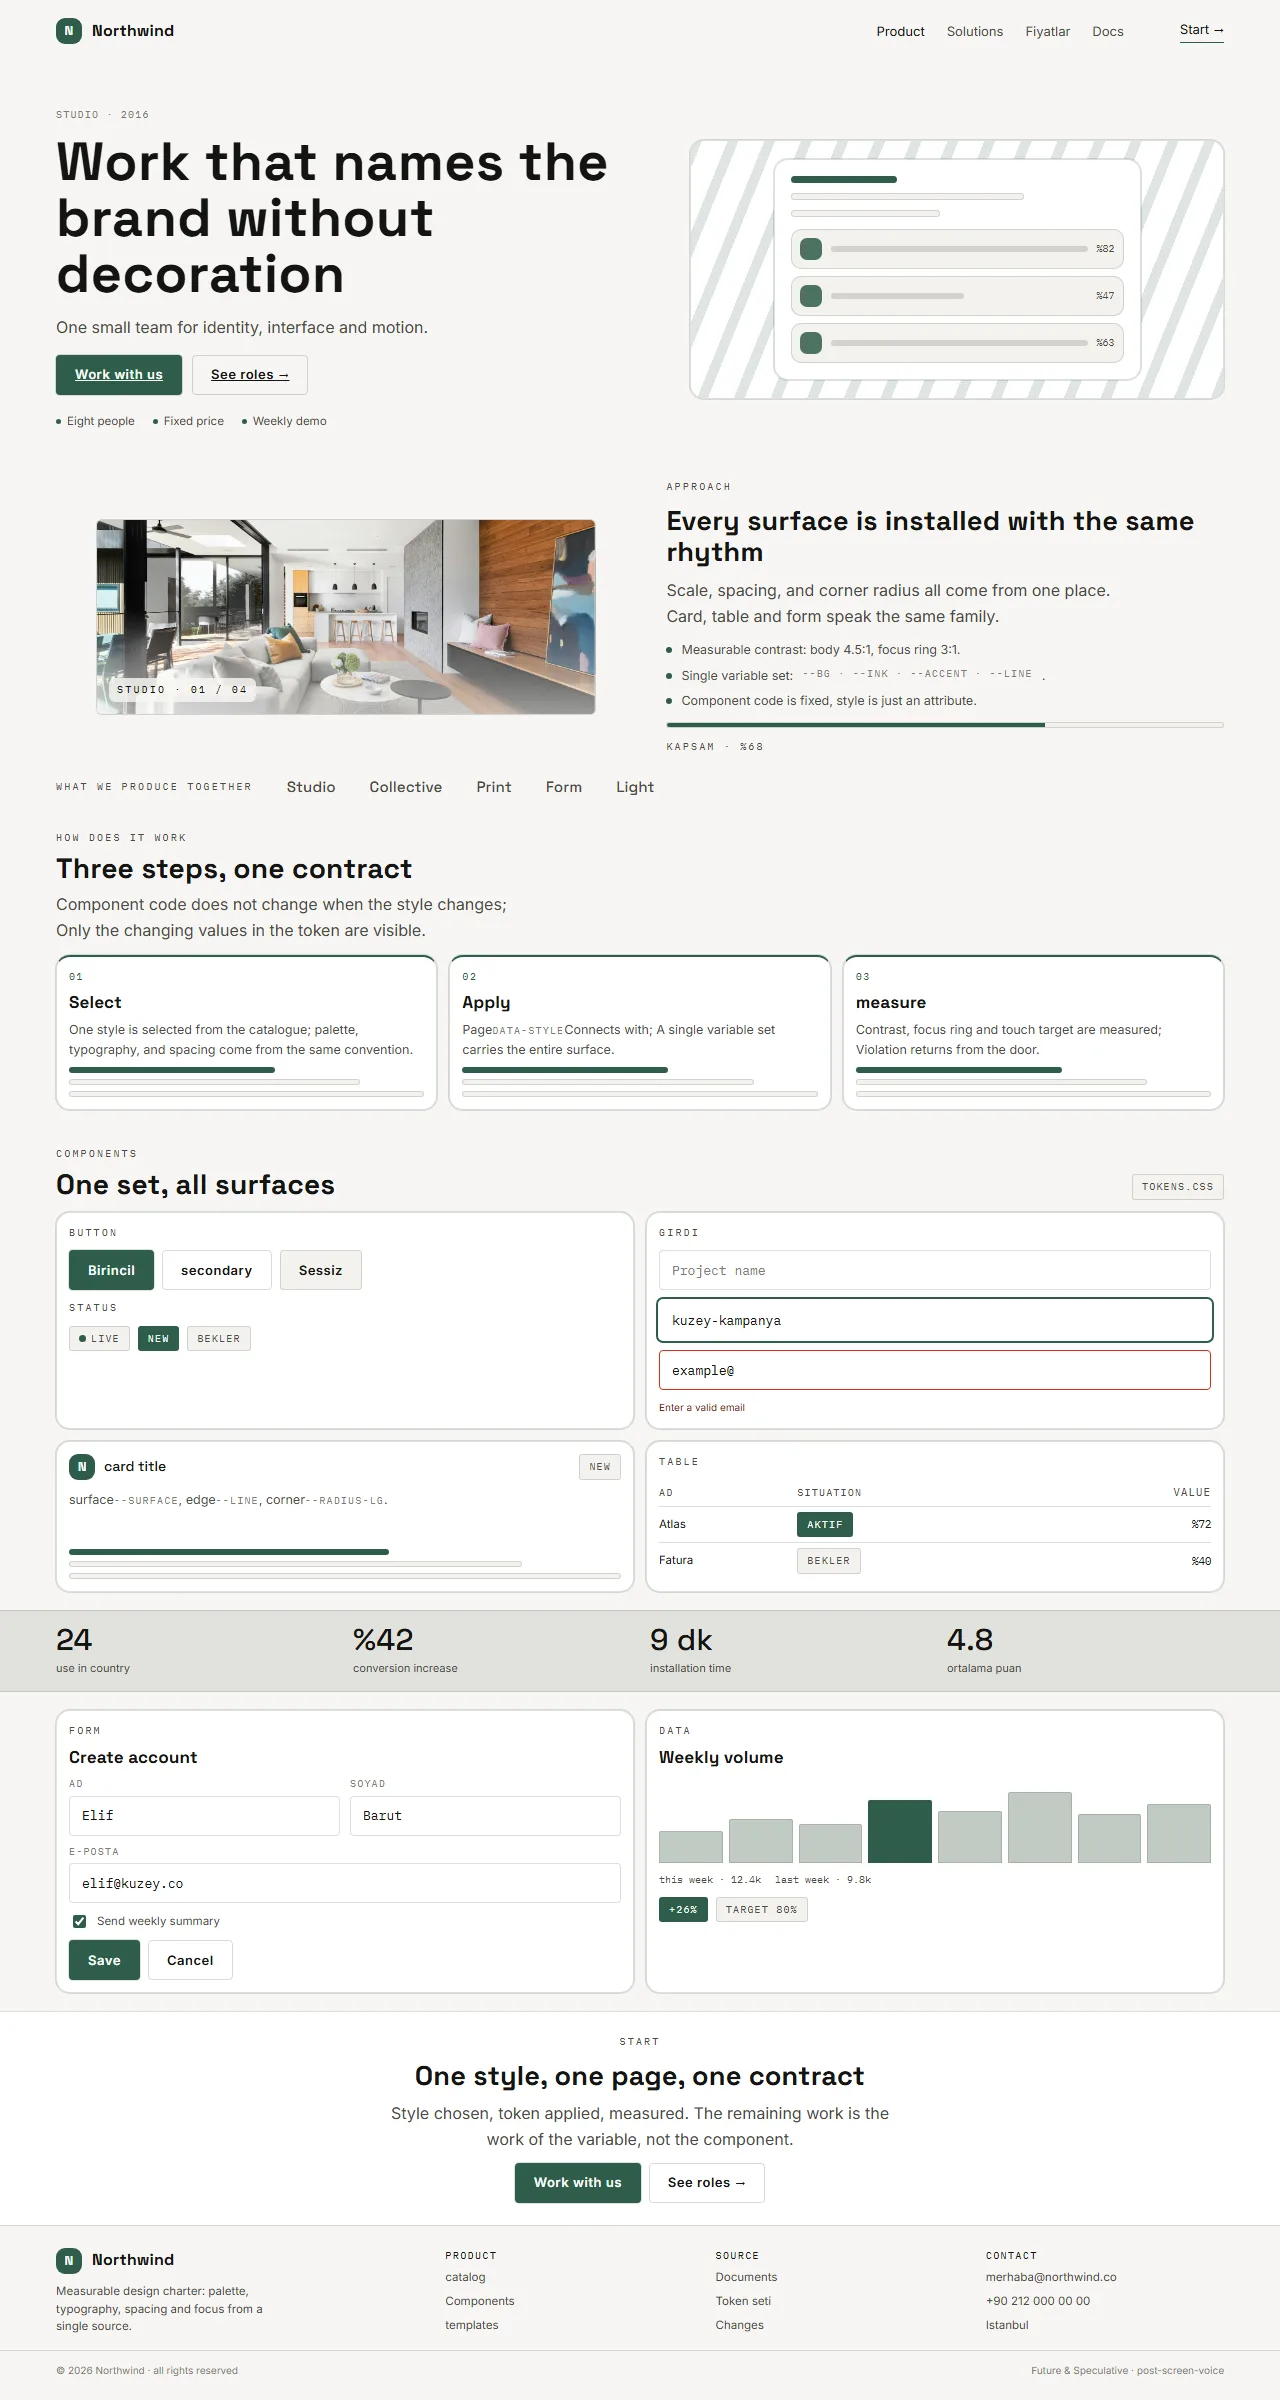 N Northwind
Product Solutions Fiyatlar Docs Start →
STUDIO · 2016
Work that names the
brand without
decoration
One small team for identity, interface and motion.
Work with us See roles →
Eight people Fixed price Weekly demo
%82
%47
%63
STUDIO · 01 / 04
APPROACH
Every surface is installed with the same
rhythm
Scale, spacing, and corner radius all come from one place.
Card, table and form speak the same family.
Measurable contrast: body 4.5:1, focus ring 3:1.
Single variable set: --BG · --INK · --ACCENT · --LINE .
Component code is fixed, style is just an attribute.
KAPSAM · %68
WHAT WE PRODUCE TOGETHER Studio Collective Print Form Light
HOW DOES IT WORK
Three steps, one contract
Component code does not change when the style changes;
Only the changing values in the token are visible.
01
Select
One style is selected from the catalogue; palette,
typography, and spacing come from the same convention.
02
Apply
PageDATA-STYLEConnects with; A single variable set
carries the entire surface.
03
measure
Contrast, focus ring and touch target are measured;
Violation returns from the door.
COMPONENTS
One set, all surfaces
TOKENS.CSS
BUTTON
Birincil secondary Sessiz
STATUS
LIVE NEW BEKLER
GIRDI
Project name
kuzey-kampanya
example@
Enter a valid email
N card title NEW
surface--SURFACE, edge--LINE, corner--RADIUS-LG.
TABLE
AD SITUATION VALUE
Atlas AKTIF %72
Fatura BEKLER %40
24
use in country
%42
conversion increase
9 dk
installation time
4.8
ortalama puan
FORM
Create account
AD SOYAD
Elif Barut
E-POSTA
elif@kuzey.co
Send weekly summary
Save Cancel
DATA
Weekly volume
this week · 12.4k last week · 9.8k
+26% TARGET 80%
START
One style, one page, one contract
Style chosen, token applied, measured. The remaining work is the
work of the variable, not the component.
Work with us See roles →
N Northwind
Measurable design charter: palette,
typography, spacing and focus from a
single source.
PRODUCT
catalog
Components
templates
SOURCE
Documents
Token seti
Changes
CONTACT
merhaba@northwind.co
+90 212 000 00 00
Istanbul
© 2026 Northwind · all rights reserved
Future & Speculative · post-screen-voice